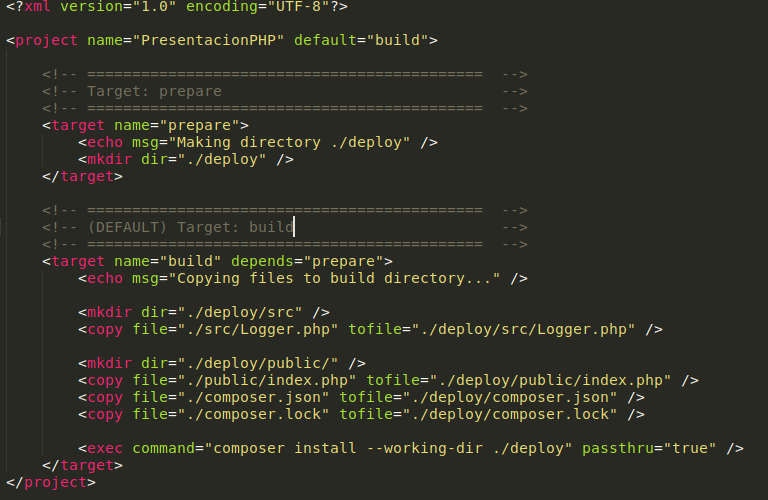 <?xml version="1.0" encoding="UTF-8"?>
<project name="PresentacionPHP" default="build">
<!-- ============================================ -->
<!-- Target: prepare -->
<!-- ============================================ -->
<target name="prepare">
<echo msg="Making directory ./deploy" />
<mkdir dir="./deploy" />
</target>
<!-- ============================================ -->
<!-- (DEFAULT) Target: build -->
<!-- ============================================ -->
<target name="build" depends="prepare">
<echo msg="Copying files to build directory..." />
<mkdir dir="./deploy/src" />
<copy file="./src/Logger.php" tofile="./deploy/src/Logger.php" />
<mkdir dir="./deploy/public/" />
<copy file="./public/index.php" tofile="./deploy/public/index.php" />
<copy file="./composer.json" tofile="./deploy/composer.json" />
<copy file="./composer.lock" tofile="./deploy/composer.lock" />
<exec command="composer install --working-dir ./deploy" passthru="true" />
</target>
</project>